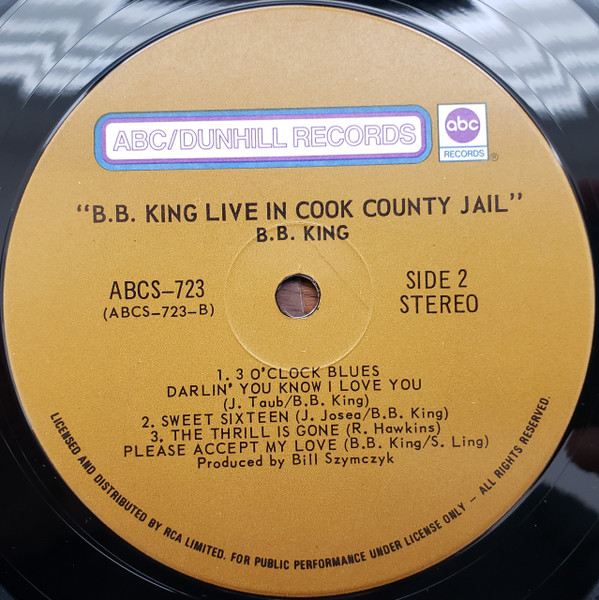 ABC/DUNHILL RECORDS
abc
RECORDS ®
"B.B. KING LIVE IN COOK COUNTY JAIL"
B.B. KING
ABCS-723
(ABCS-723-B)
SIDE 2
STEREO
1. 3 O'CLOCK BLUES
DARLIN' YOU KNOW I LOVE YOU
(J. Taub/B.B. King)
2. SWEET SIXTEEN (J. Josea/B.B. King)
3. THE THRILL IS GONE (R. Hawkins)
PLEASE ACCEPT MY LOVE (B.B. King/S. Ling)
Produced by Bill Szymczyk
LICENSED AND DISTRIBUTED BY RCA LIMITED. FOR PUBLIC PERFORMANCE UNDER LICENSE ONLY - ALL RIGHTS RESERVED.